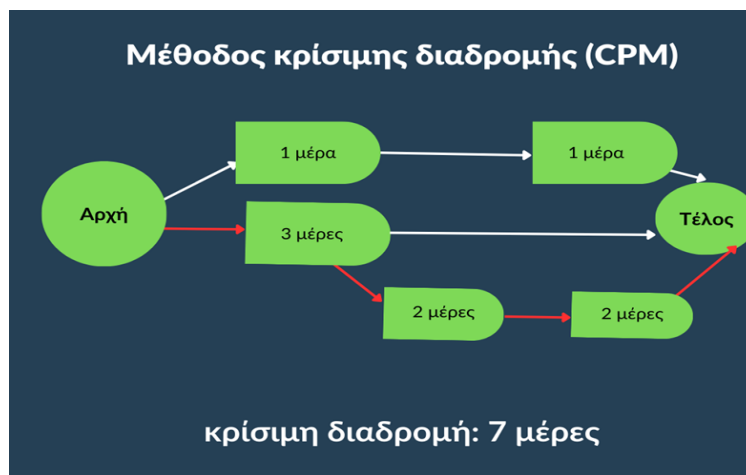 Μέθοδος κρίσιμης διαδρομής (CPM)
1 μέρα
1 μέρα
Αρχή
3 μέρες
Τέλος
2 μέρες
2 μέρες
κρίσιμη διαδρομή: 7 μέρες